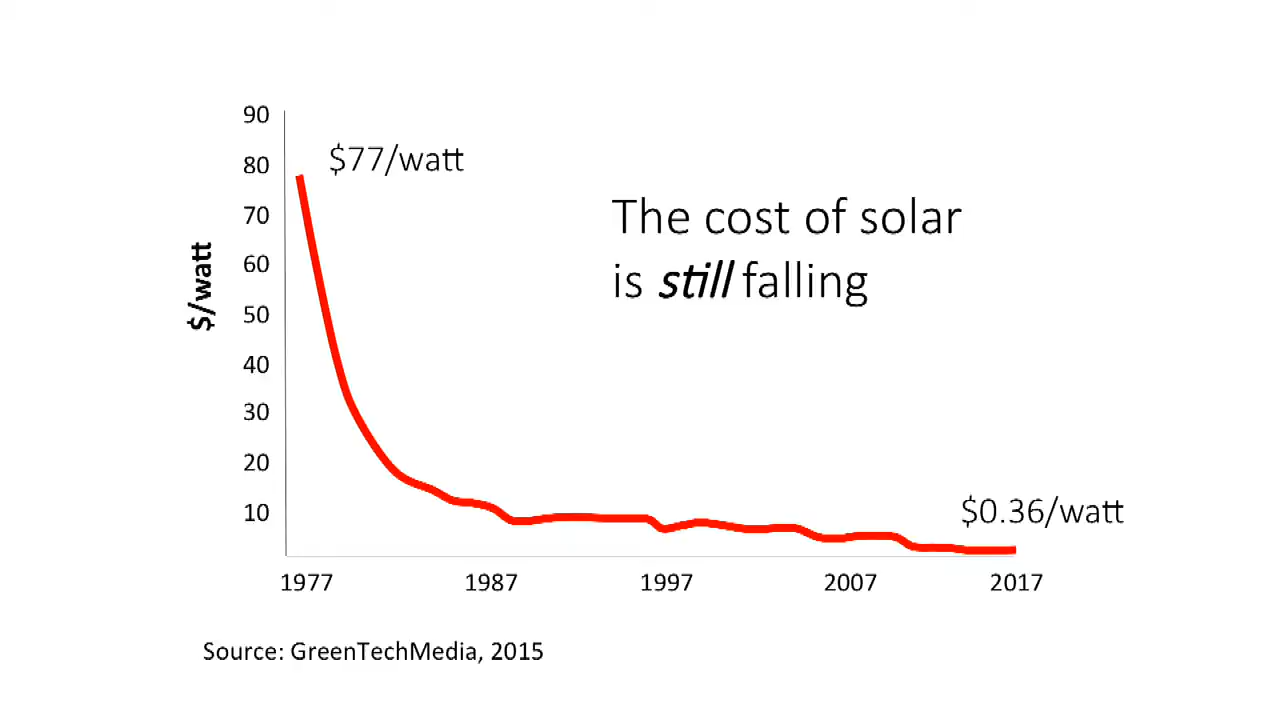 90
$77/watt
80
The cost of solar
70
is still falling
60
$/watt
50
40
30
20
10
$0.36/watt
1977 1987 1997 2007 2017
Source: GreenTechMedia, 2015